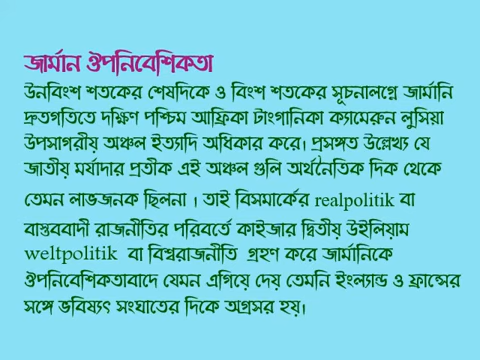 জার্মান ঔপনিবেশিকতা
উনবিংশ শতকের শেষদিকে ও বিংশ শতকের সূচনালগ্নে জার্মানি
দ্রুতগতিতে দক্ষিণ পশ্চিম আফ্রিকা টাংগানিকা ক্যামেরুন লুসিয়া
উপসাগরীয় অঞ্চল ইত্যাদি অধিকার করে। প্রসঙ্গত উল্লেখ্য যে
জাতীয় মর্যাদার প্রতীক এই অঞ্চল গুলি অর্থনৈতিক দিক থেকে
তেমন লাভজনক ছিলনা । তাই বিসমার্কের realpolitik বা
বাস্তববাদী রাজনীতির পরিবর্তে কাইজার দ্বিতীয় উইলিয়াম
weltpolitik বা বিশ্বরাজনীতি গ্রহণ করে জার্মানিকে
ঔপনিবেশিকতাবাদে যেমন এগিয়ে দেয় তেমনি ইংল্যান্ড ও ফ্রান্সের
সঙ্গে ভবিষ্যৎ সংঘাতের দিকে অগ্রসর হয়।